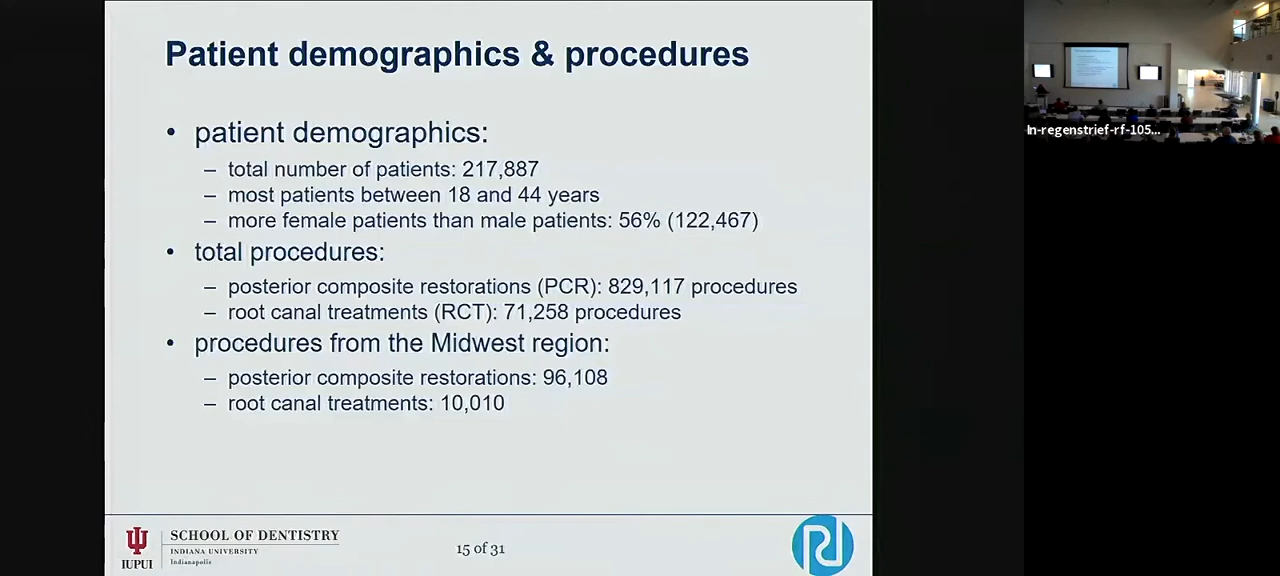 Patient demographics & procedures
• patient demographics:
– total number of patients: 217,887
– most patients between 18 and 44 years
– more female patients than male patients: 56% (122,467)
• total procedures:
– posterior composite restorations (PCR): 829,117 procedures
– root canal treatments (RCT): 71,258 procedures
• procedures from the Midwest region:
– posterior composite restorations: 96,108
– root canal treatments: 10,010
IUPUI
SCHOOL OF DENTISTRY
INDIANA UNIVERSITY
Indianapolis
15 of 31
In-regenstrief-rf-105...